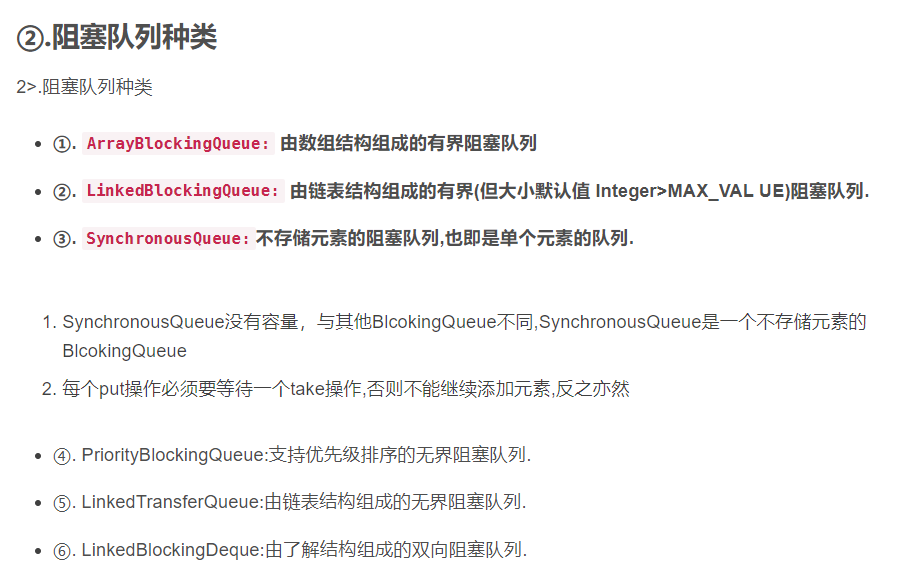 ②.阻塞队列种类
2>.阻塞队列种类
①. ArrayBlockingQueue: 由数组结构组成的有界阻塞队列
②. LinkedBlockingQueue: 由链表结构组成的有界(但大小默认值 Integer>MAX_VAL UE)阻塞队列.
③. SynchronousQueue:不存储元素的阻塞队列,也即是单个元素的队列.
1. SynchronousQueue没有容量，与其他BlcokingQueue不同,SynchronousQueue是一个不存储元素的
BlcokingQueue
2. 每个put操作必须要等待一个take操作,否则不能继续添加元素,反之亦然
④. PriorityBlockingQueue:支持优先级排序的无界阻塞队列.
⑤. LinkedTransferQueue:由链表结构组成的无界阻塞队列.
⑥. LinkedBlockingDeque:由了解结构组成的双向阻塞队列.